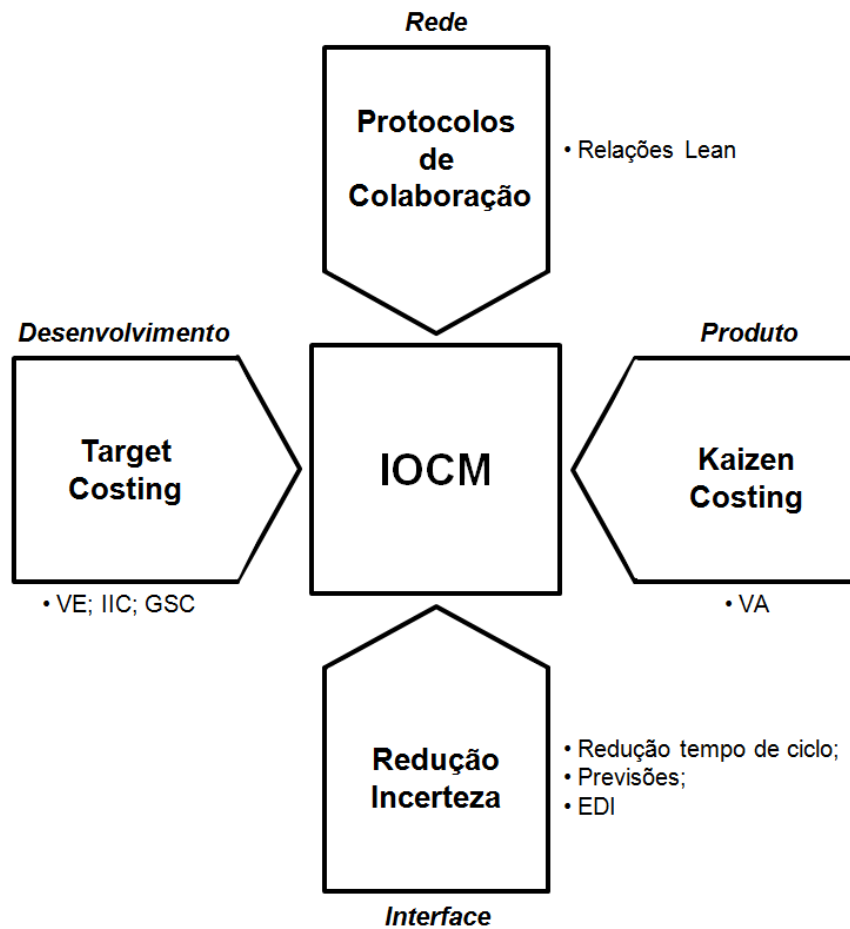 Rede
Protocolos
de
Colaboração
• Relações Lean
Desenvolvimento
Target
Costing
• VE; IIC; GSC
IOCM
Produto
Kaizen
Costing
• VA
Redução
Incerteza
• Redução tempo de ciclo;
• Previsões;
• EDI
Interface